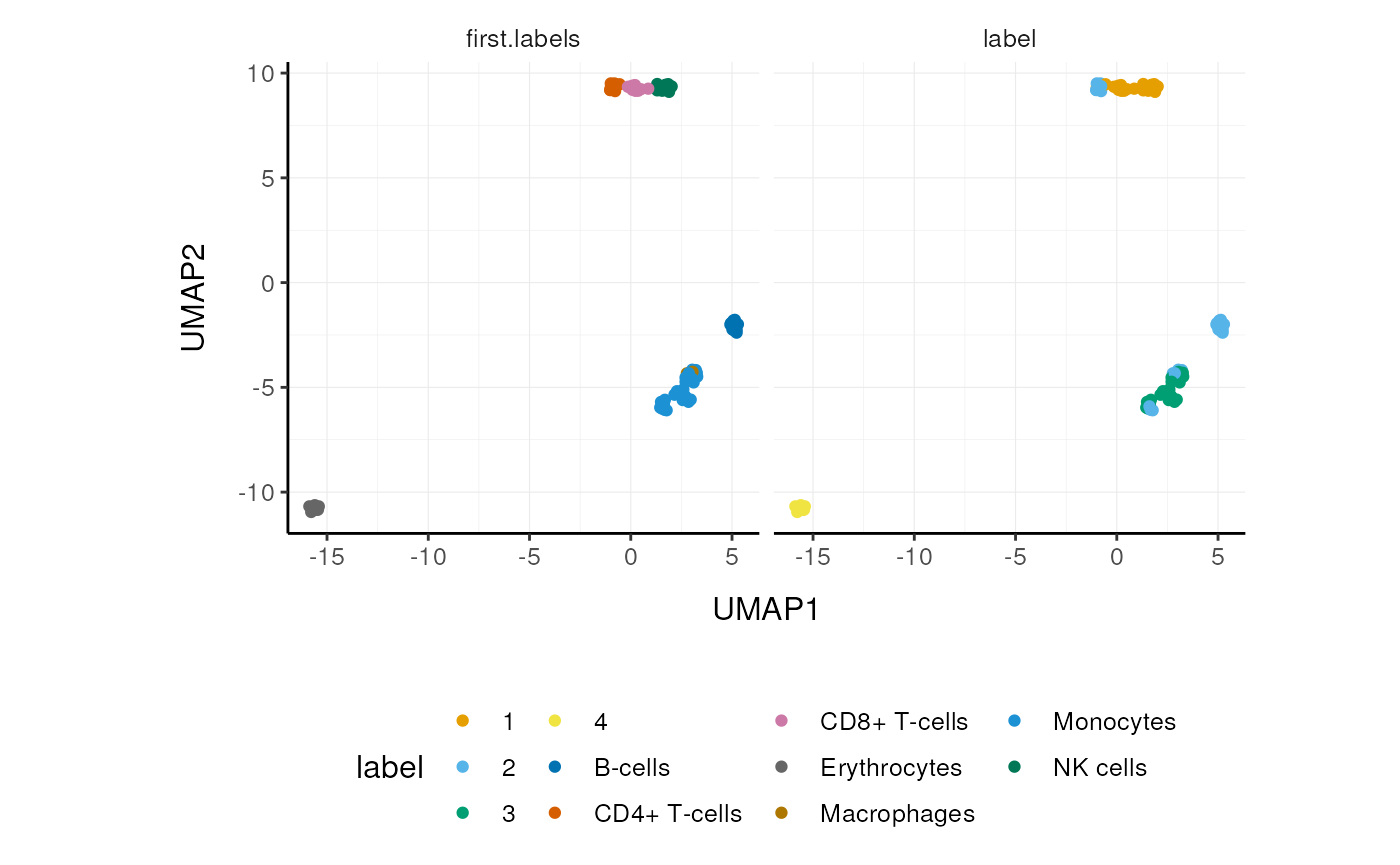 first.labels label
10
5
0
-5
-10
UMAP2
-15 -10 -5 0 5 -15 -10 -5 0 5
UMAP1
label
1 4 CD8+ T-cells Monocytes
2 B-cells Erythrocytes NK cells
3 CD4+ T-cells Macrophages